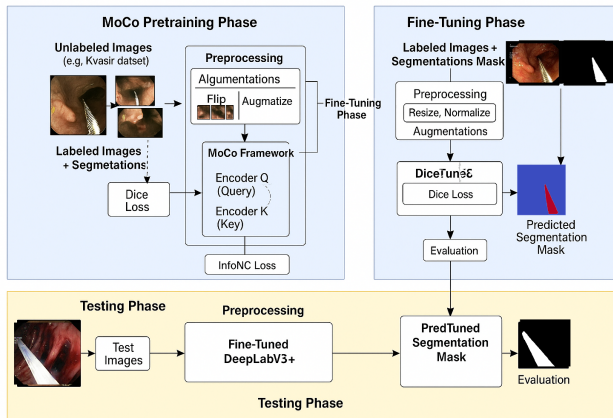 MoCo Pretraining Phase
Unlabeled Images
(e.g, Kvasir datset)
Labeled Images
+ Segmetations
Dice
Loss
Preprocessing
Algumentations
Flip
Augmatize
MoCo Framework
Encoder Q
(Query)
Encoder K
(Key)
InfoNC Loss
Fine-Tuning
Phase
Fine-Tuning Phase
Labeled Images +
Segmentations Mask
Preprocessing
Resize, Normalize
Augmentations
DiceTuneƐ
Dice Loss
Predicted
Segmentation
Mask
Evaluation
Testing Phase
Test
Images
Preprocessing
Fine-Tuned
DeepLabV3+
PredTuned
Segmentation
Mask
Evaluation
Testing Phase